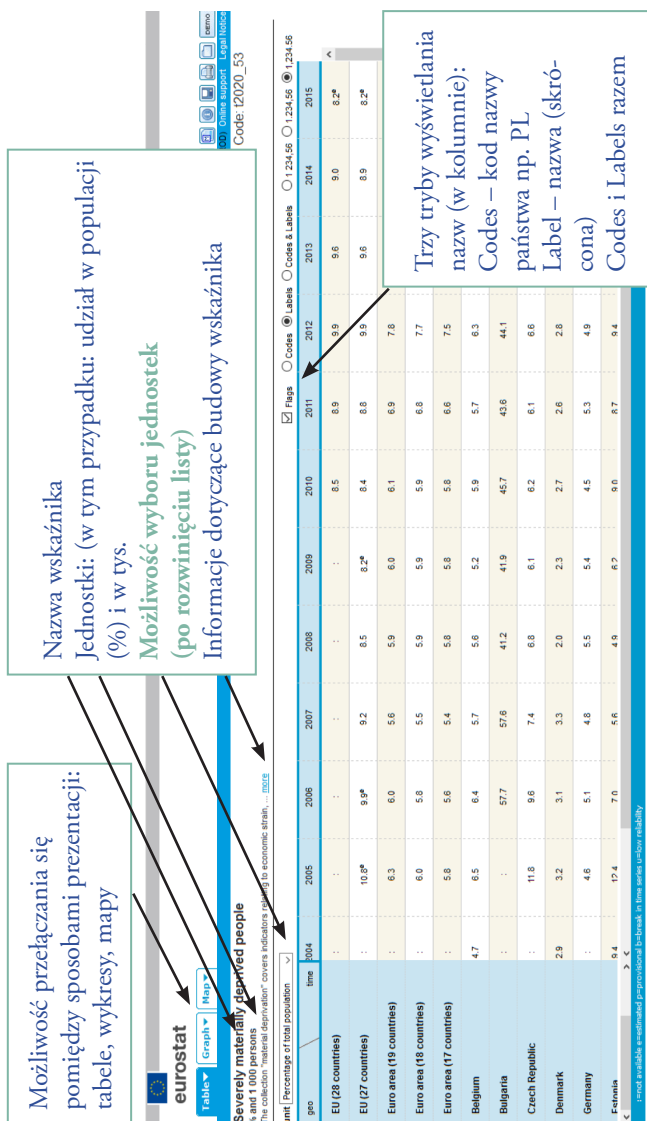 Możliwość przełączania się
pomiędzy sposobami prezentacji:
tabele, wykresy, mapy
Nazwa wskaźnika
Jednostki: (w tym przypadku: udział w populacji
(%) i w tys.
Możliwość wyboru jednostek
(po rozwinięciu listy)
Informacje dotyczące budowy wskaźnika
eurostat
DEMO
Online support Legal Notice
Table Graph Map
Severely materially deprived people
% and 1 000 persons
Code: t2020_53
The collection "material deprivation" covers indicators relating to economic strain, ... more
unit Percentage of total population
Flags Codes Labels Codes & Labels 1 234,56 1 234,56 1,234.56
geo time 2004 2005 2006 2007 2008 2009 2010 2011 2012 2013 2014 2015
EU (28 countries) : : : : : : 8.5 8.9 9.9 9.6 9.0 8.2e
EU (27 countries) : 10.8e 9.9e 9.2 8.5 8.2e 8.4 8.8 9.9 9.6 8.9 8.2e
Euro area (19 countries) : 6.3 6.0 5.6 5.9 6.0 6.1 6.9 7.8
Euro area (18 countries) : 6.0 5.8 5.5 5.9 5.9 5.9 6.8 7.7
Euro area (17 countries) : 5.8 5.6 5.4 5.8 5.8 5.8 6.6 7.5
Belgium 4.7 6.5 6.4 5.7 5.6 5.2 5.9 5.7 6.3
Bulgaria : : 57.7 57.6 41.2 41.9 45.7 43.6 44.1
Czech Republic : 11.8 9.6 7.4 6.8 6.1 6.2 6.1 6.6
Denmark 2.9 3.2 3.1 3.3 2.0 2.3 2.7 2.6 2.8
Germany : 4.6 5.1 4.8 5.5 5.4 4.5 5.3 4.9
Estonia 9.4 12.4 7.0 5.6 4.9 6.2 9.0 8.7 9.4
:=not available e=estimated p=provisional b=break in time series u=low reliability
Trzy tryby wyświetlania
nazw (w kolumnie):
Codes – kod nazwy
państwa np. PL
Label – nazwa (skró-
cona)
Codes i Labels razem